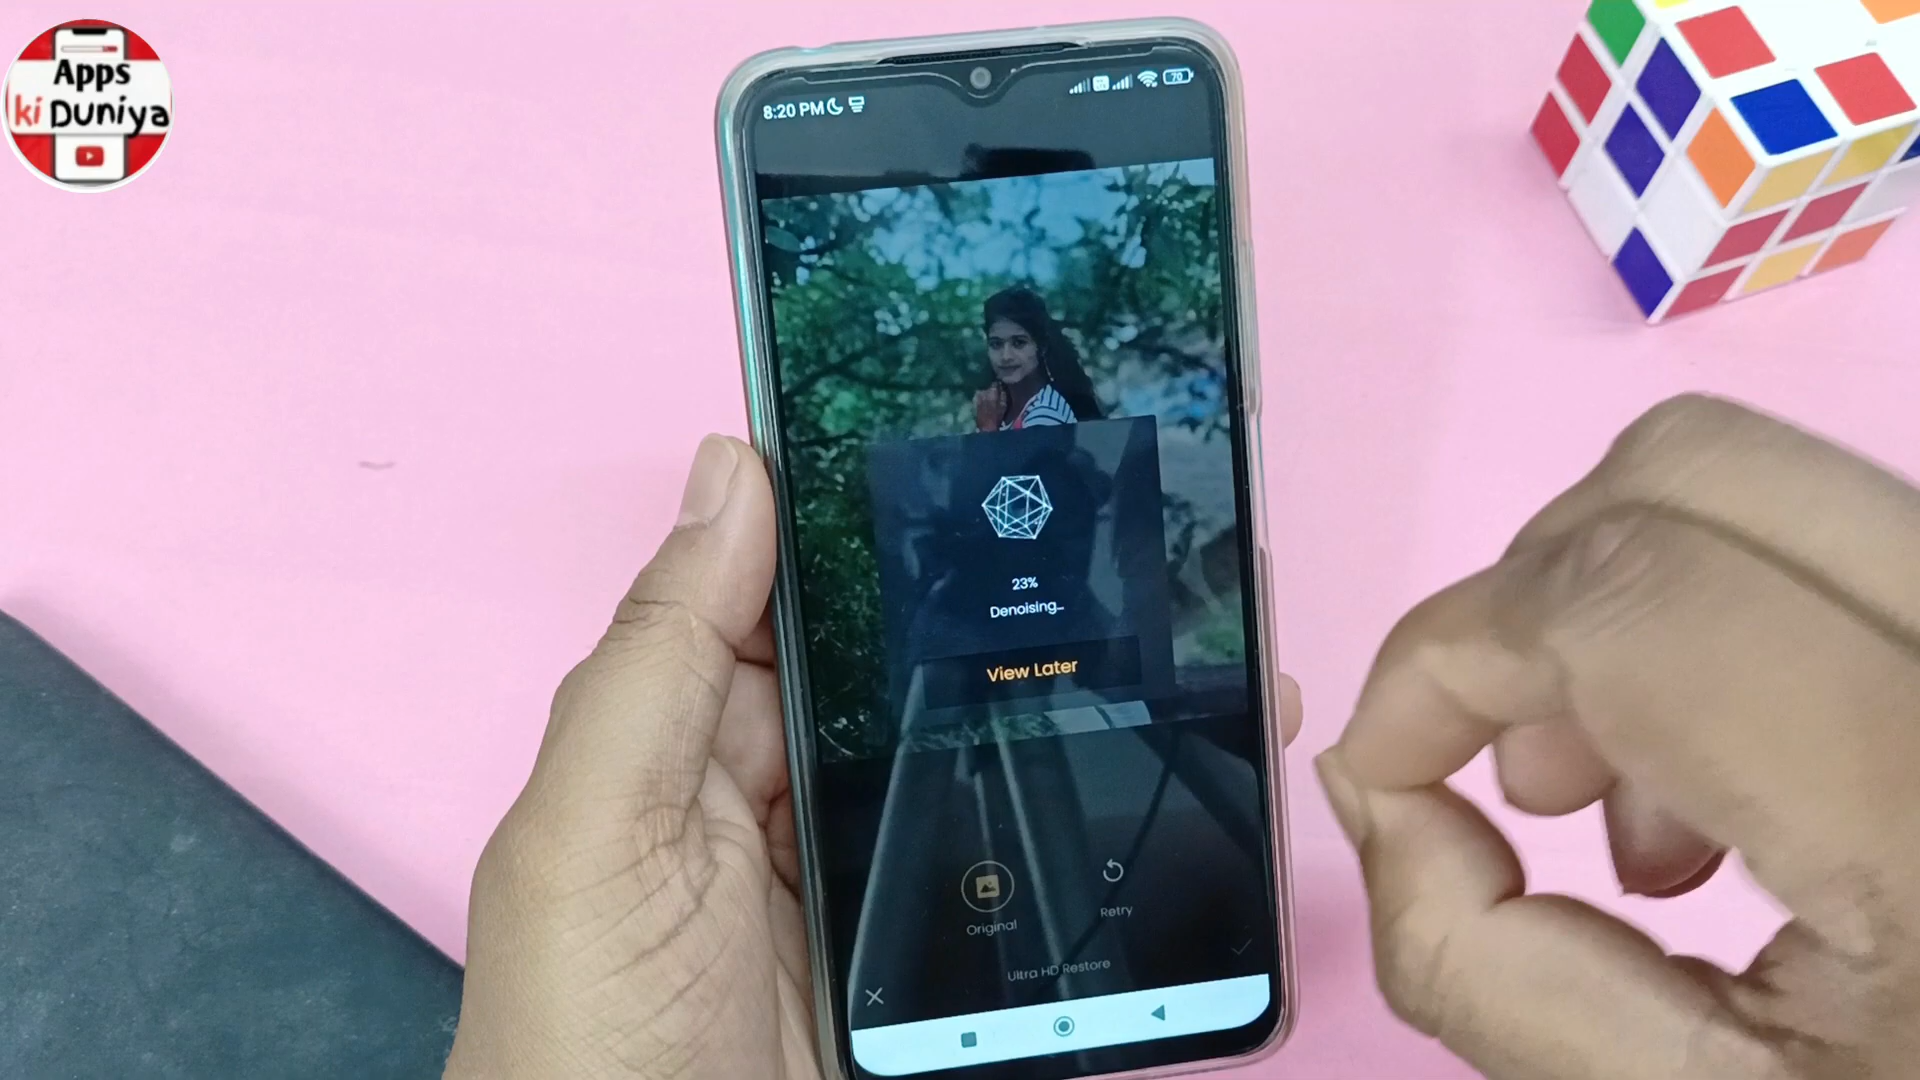 Apps
ki Duniya
8:20 PM
70
23%
Denoising...
View Later
Original
Retry
Ultra HD Restore